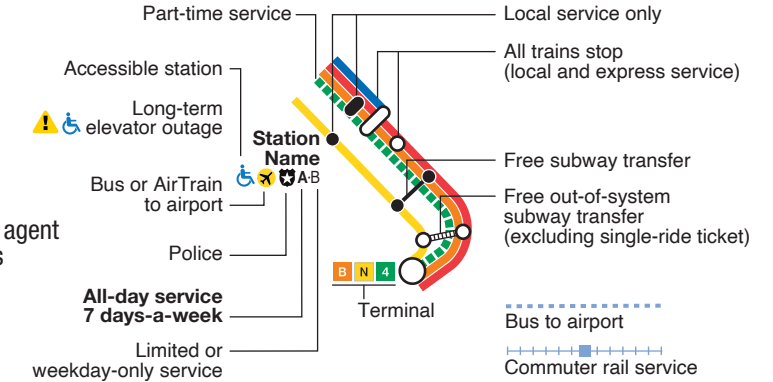 Part-time service
Accessible station
Long-term
elevator outage
Bus or AirTrain
to airport
agent
s
Police
All-day service
7 days-a-week
Limited or
weekday-only service
Station
Name
A·B
B N 4
Terminal
Local service only
All trains stop
(local and express service)
Free subway transfer
Free out-of-system
subway transfer
(excluding single-ride ticket)
Bus to airport
Commuter rail service